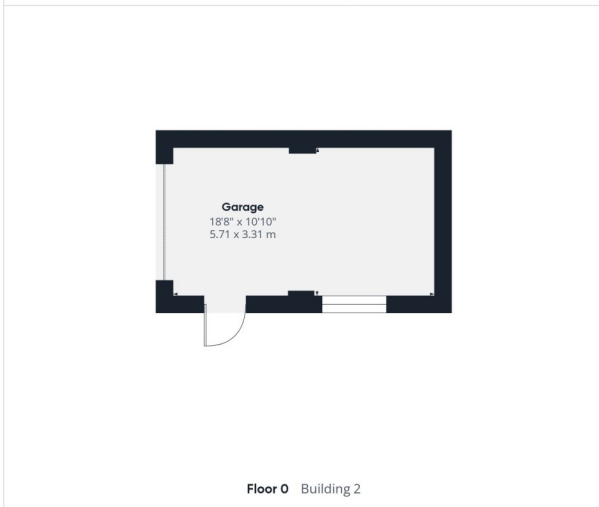 Garage
18'8" x 10'10"
5.71 x 3.31 m
Floor 0 Building 2